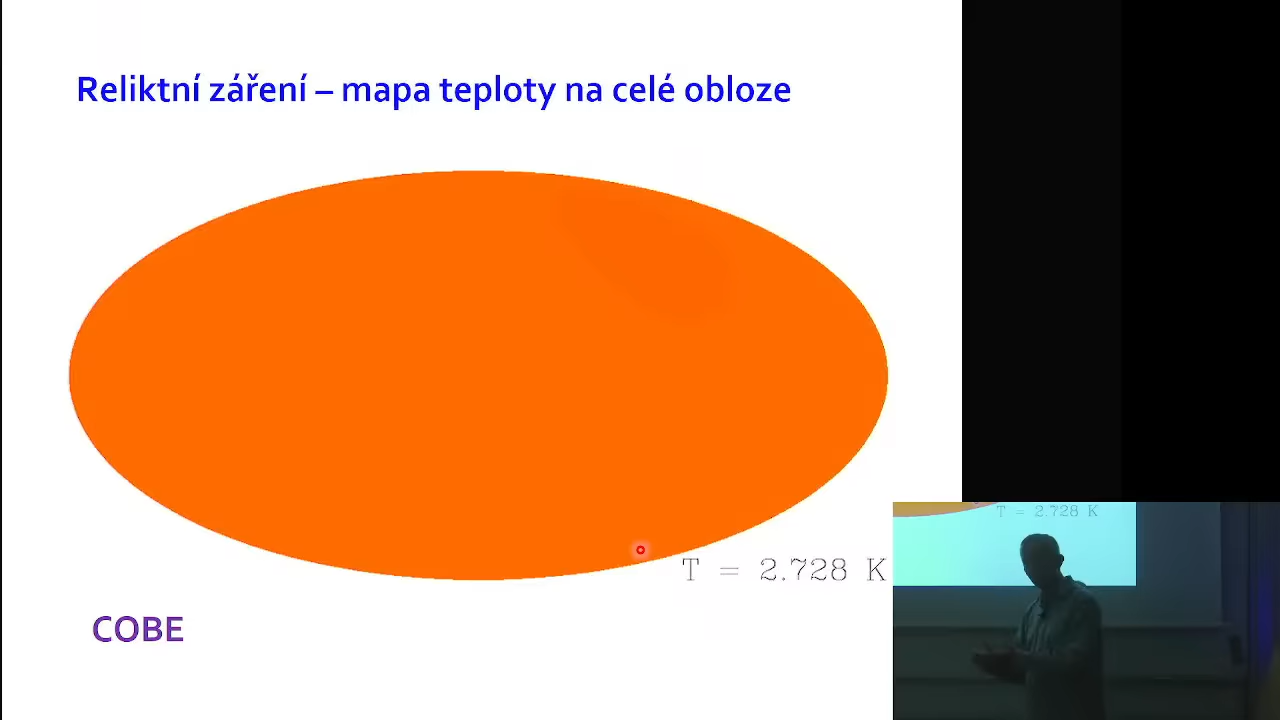 Reliktní záření – mapa teploty na celé obloze
T = 2.728 K
COBE
T = 2.728 K